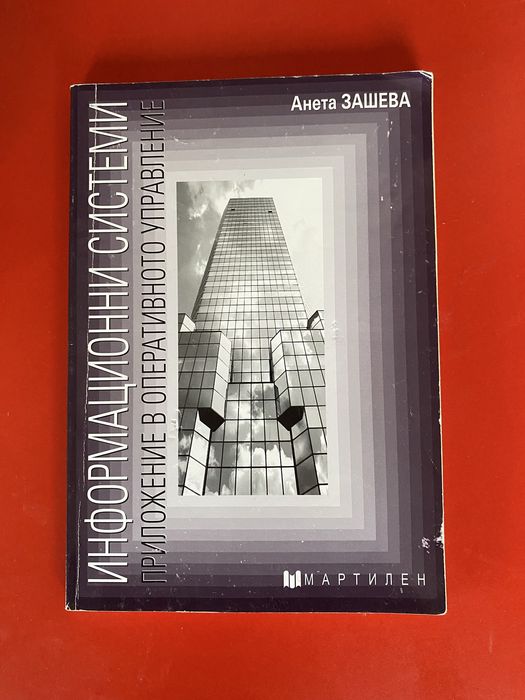 Анета ЗАШЕВА
ИНФОРМАЦИОННИ СИСТЕМИ
ПРИЛОЖЕНИЕ В ОПЕРАТИВНОТО УПРАВЛЕНИЕ
МАРТИЛЕН